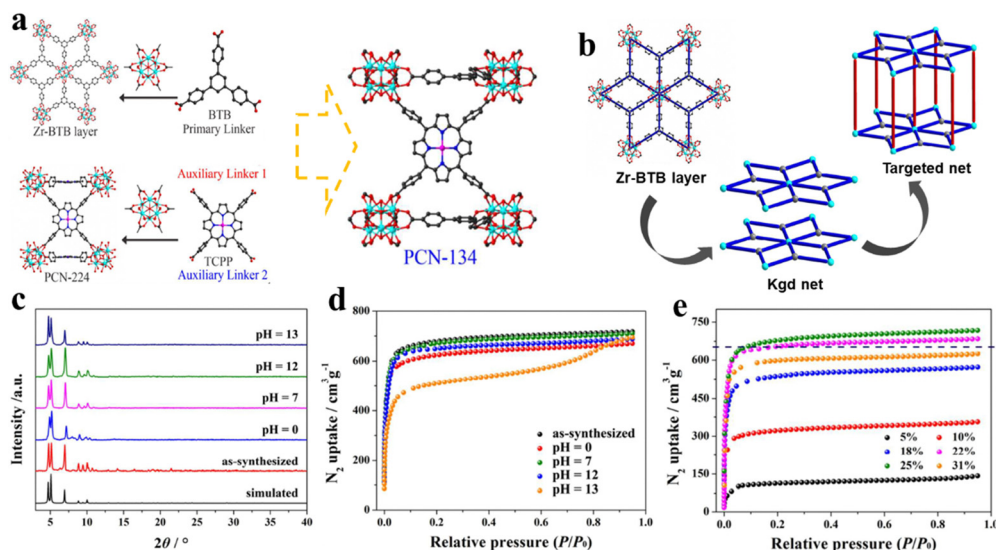 a
Zr-BTB layer
BTB
Primary Linker
Auxiliary Linker 1
PCN-224
TCPP
Auxiliary Linker 2
PCN-134
b
Zr-BTB layer
Kgd net
Targeted net
c
Intensity /a.u.
pH = 13
pH = 12
pH = 7
pH = 0
as-synthesized
simulated
5 10 15 20 25 30 35 40
2θ / °
d
N2 uptake / cm3g-1
800
600
400
200
0
as-synthesized
pH = 0
pH = 7
pH = 12
pH = 13
0.0 0.2 0.4 0.6 0.8 1.0
Relative pressure (P/P0)
e
N2 uptake / cm3g-1
750
600
450
300
150
0
5% 10%
18% 22%
25% 31%
0.0 0.2 0.4 0.6 0.8 1.0
Relative pressure (P/P0)